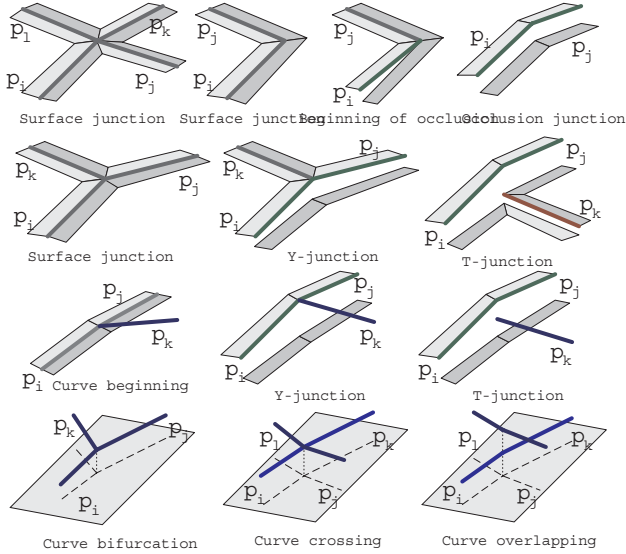 p_l p_k p_i p_j
p_j p_i
p_j p_i
p_i p_j
Surface junction Surface junction Beginning of occlusion Occlusion junction
p_k p_j p_i
p_k p_j p_i
p_j p_k p_i
Surface junction Y-junction T-junction
p_j p_k p_i
p_j p_k p_i
p_j p_k p_i
Curve beginning Y-junction T-junction
p_k p_j p_i
p_l p_k p_i p_j
p_l p_k p_i p_j
Curve bifurcation Curve crossing Curve overlapping